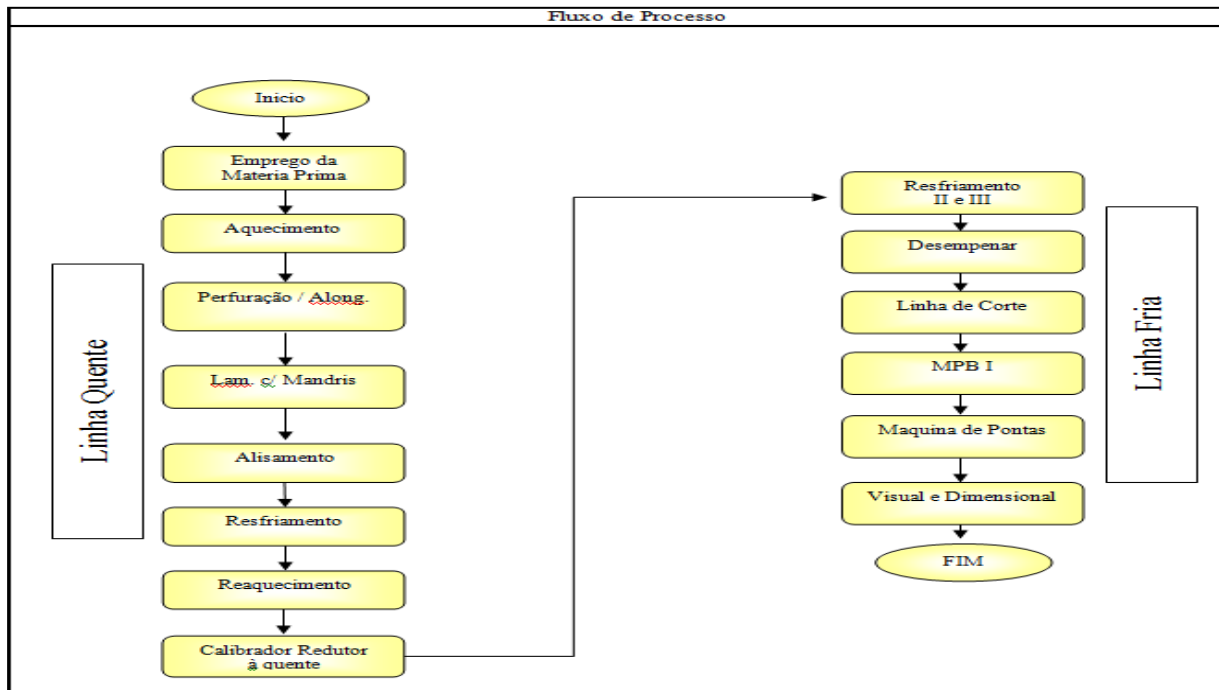 Fluxo de Processo
Inicio
Emprego da
Materia Prima
Aquecimento
Perfuração / Along.
Lam. c/ Mandris
Alisamento
Resfriamento
Reaquecimento
Calibrador Redutor
à quente
Linha Quente
Resfriamento
II e III
Desempenar
Linha de Corte
MPB I
Maquina de Pontas
Visual e Dimensional
FIM
Linha Fria